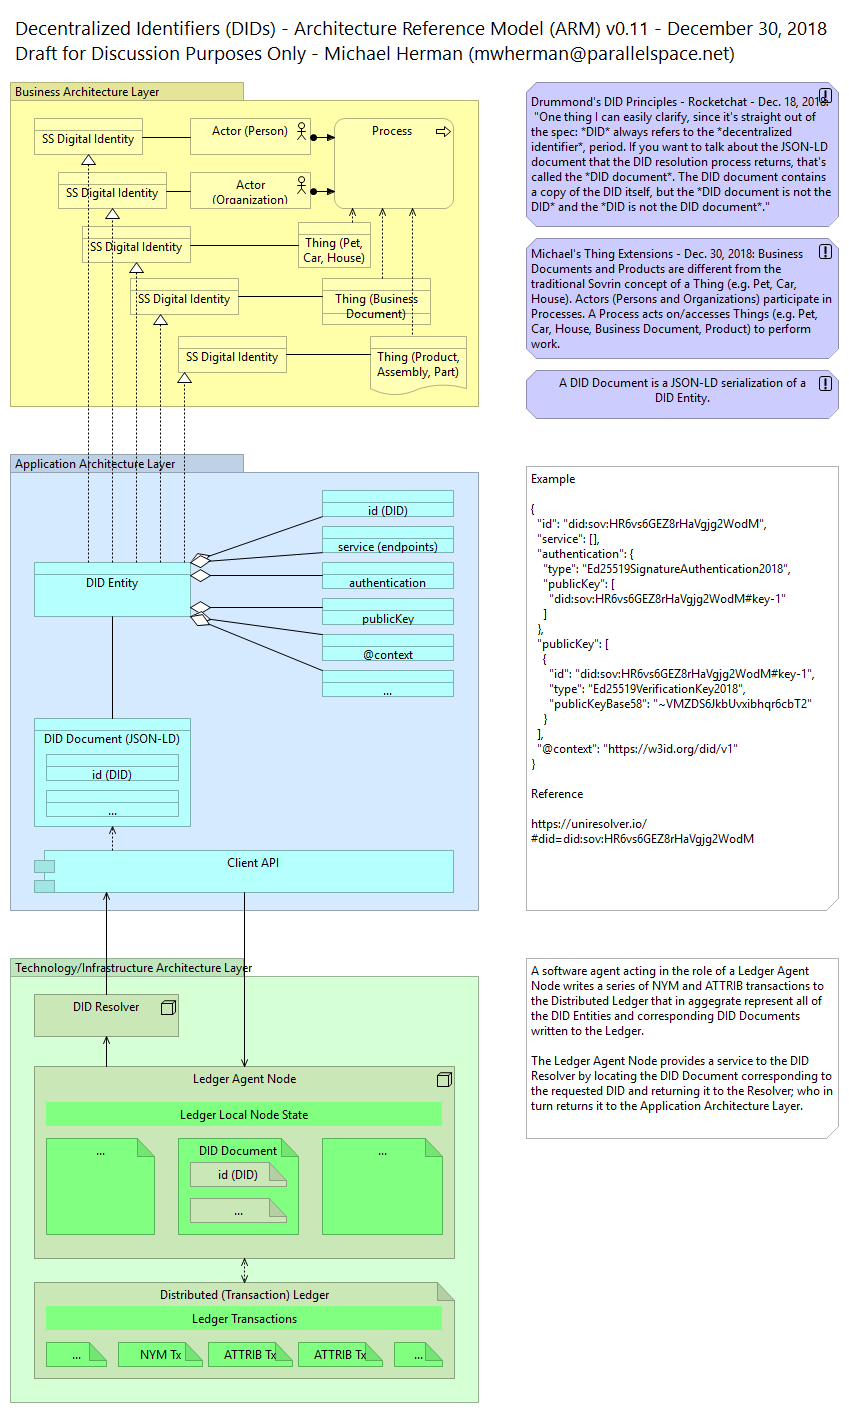 Decentralized Identifiers (DIDs) - Architecture Reference Model (ARM) v0.11 - December 30, 2018
Draft for Discussion Purposes Only - Michael Herman (mwherman@parallelspace.net)
Business Architecture Layer
SS Digital Identity
Actor (Person)
Process
SS Digital Identity
Actor
(Organization)
SS Digital Identity
Thing (Pet,
Car, House)
SS Digital Identity
Thing (Business
Document)
SS Digital Identity
Thing (Product,
Assembly, Part)
Drummond's DID Principles - Rocketchat - Dec. 18, 2018:
"One thing I can easily clarify, since it's straight out of
the spec: *DID* always refers to the *decentralized
identifier*, period. If you want to talk about the JSON-LD
document that the DID resolution process returns, that's
called the *DID document*. The DID document contains
a copy of the DID itself, but the *DID document is not the
DID* and the *DID is not the DID document*."
Michael's Thing Extensions - Dec. 30, 2018: Business
Documents and Products are different from the
traditional Sovrin concept of a Thing (e.g. Pet, Car,
House). Actors (Persons and Organizations) participate in
Processes. A Process acts on/accesses Things (e.g. Pet,
Car, House, Business Document, Product) to perform
work.
A DID Document is a JSON-LD serialization of a
DID Entity.
Application Architecture Layer
id (DID)
service (endpoints)
DID Entity
authentication
publicKey
@context
...
DID Document (JSON-LD)
id (DID)
...
Client API
Example
{
"id": "did:sov:HR6vs6GEZ8rHaVgjg2WodM",
"service": [],
"authentication": {
"type": "Ed25519SignatureAuthentication2018",
"publicKey": [
"did:sov:HR6vs6GEZ8rHaVgjg2WodM#key-1"
]
},
"publicKey": [
{
"id": "did:sov:HR6vs6GEZ8rHaVgjg2WodM#key-1",
"type": "Ed25519VerificationKey2018",
"publicKeyBase58": "~VMZDS6JkbUvxibhqr6cbT2"
}
],
"@context": "https://w3id.org/did/v1"
}
Reference
https://uniresolver.io/
#did=did:sov:HR6vs6GEZ8rHaVgjg2WodM
Technology/Infrastructure Architecture Layer
DID Resolver
Ledger Agent Node
Ledger Local Node State
...
DID Document
id (DID)
...
...
Distributed (Transaction) Ledger
Ledger Transactions
...
NYM Tx
ATTRIB Tx
ATTRIB Tx
...
A software agent acting in the role of a Ledger Agent
Node writes a series of NYM and ATTRIB transactions to
the Distributed Ledger that in aggegrate represent all of
the DID Entities and corresponding DID Documents
written to the Ledger.
The Ledger Agent Node provides a service to the DID
Resolver by locating the DID Document corresponding to
the requested DID and returning it to the Resolver; who in
turn returns it to the Application Architecture Layer.